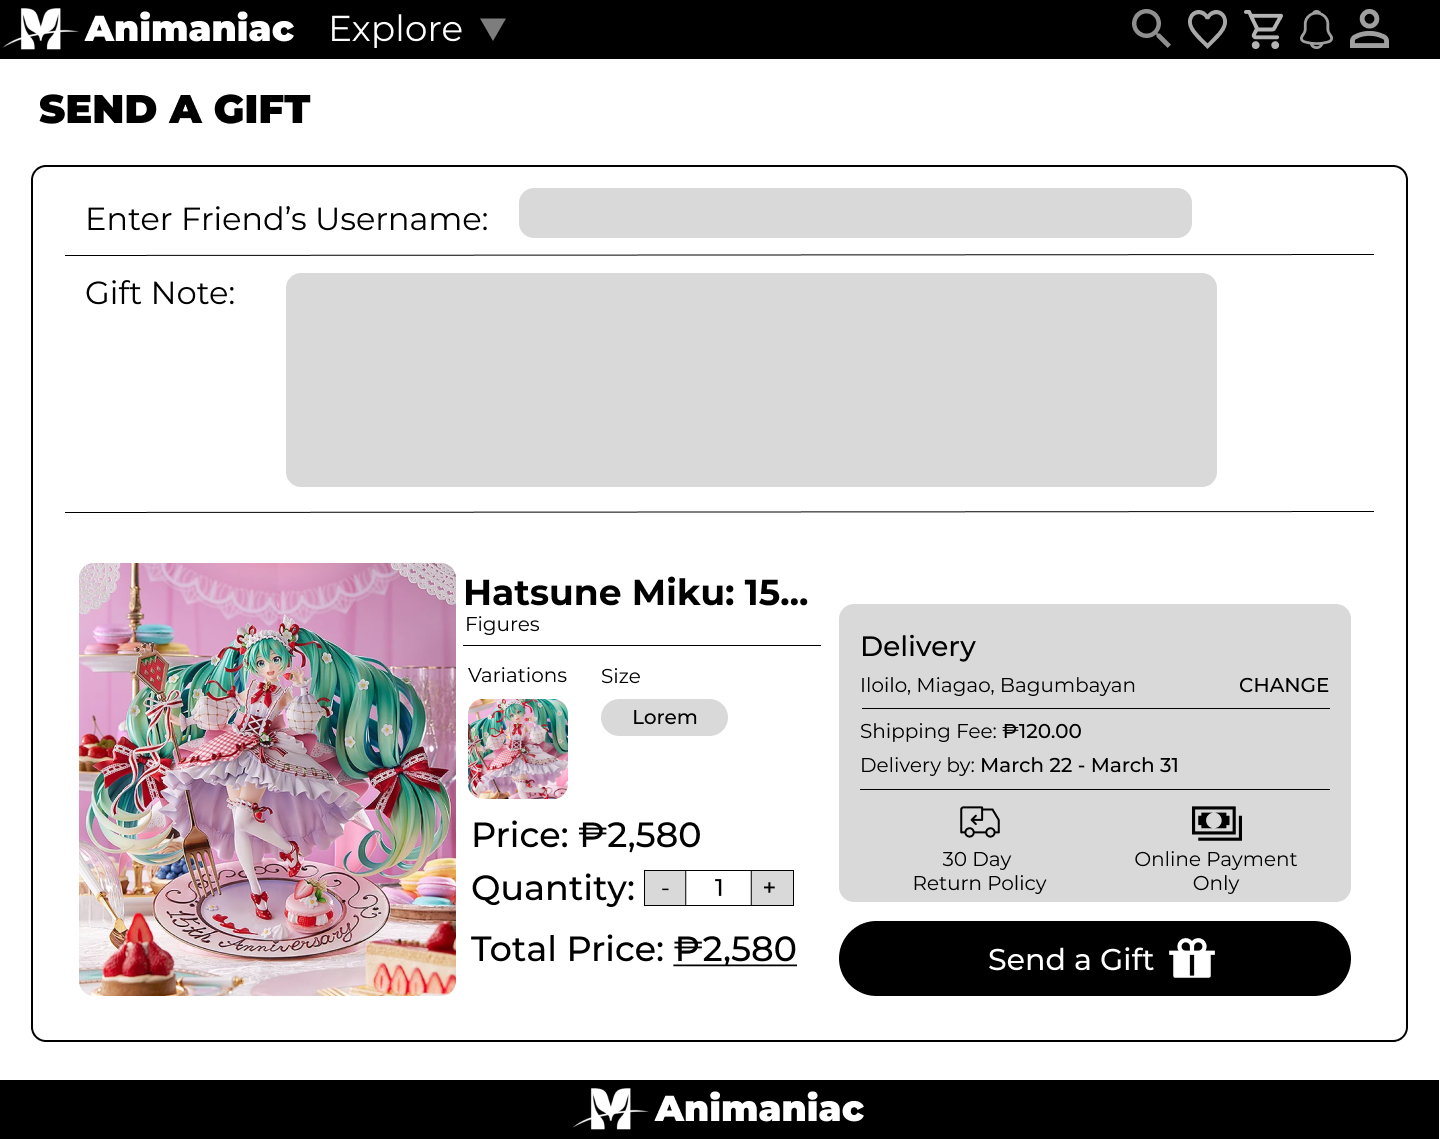 Animaniac Explore ▼
SEND A GIFT
Enter Friend’s Username:
Gift Note:
Hatsune Miku: 15...
Figures
Variations
Size
Lorem
Price: ₱2,580
Quantity: - 1 +
Total Price: ₱2,580
15th Anniversary
Delivery
Iloilo, Miagao, Bagumbayan CHANGE
Shipping Fee: ₱120.00
Delivery by: March 22 - March 31
30 Day
Return Policy
Online Payment
Only
Send a Gift
Animaniac